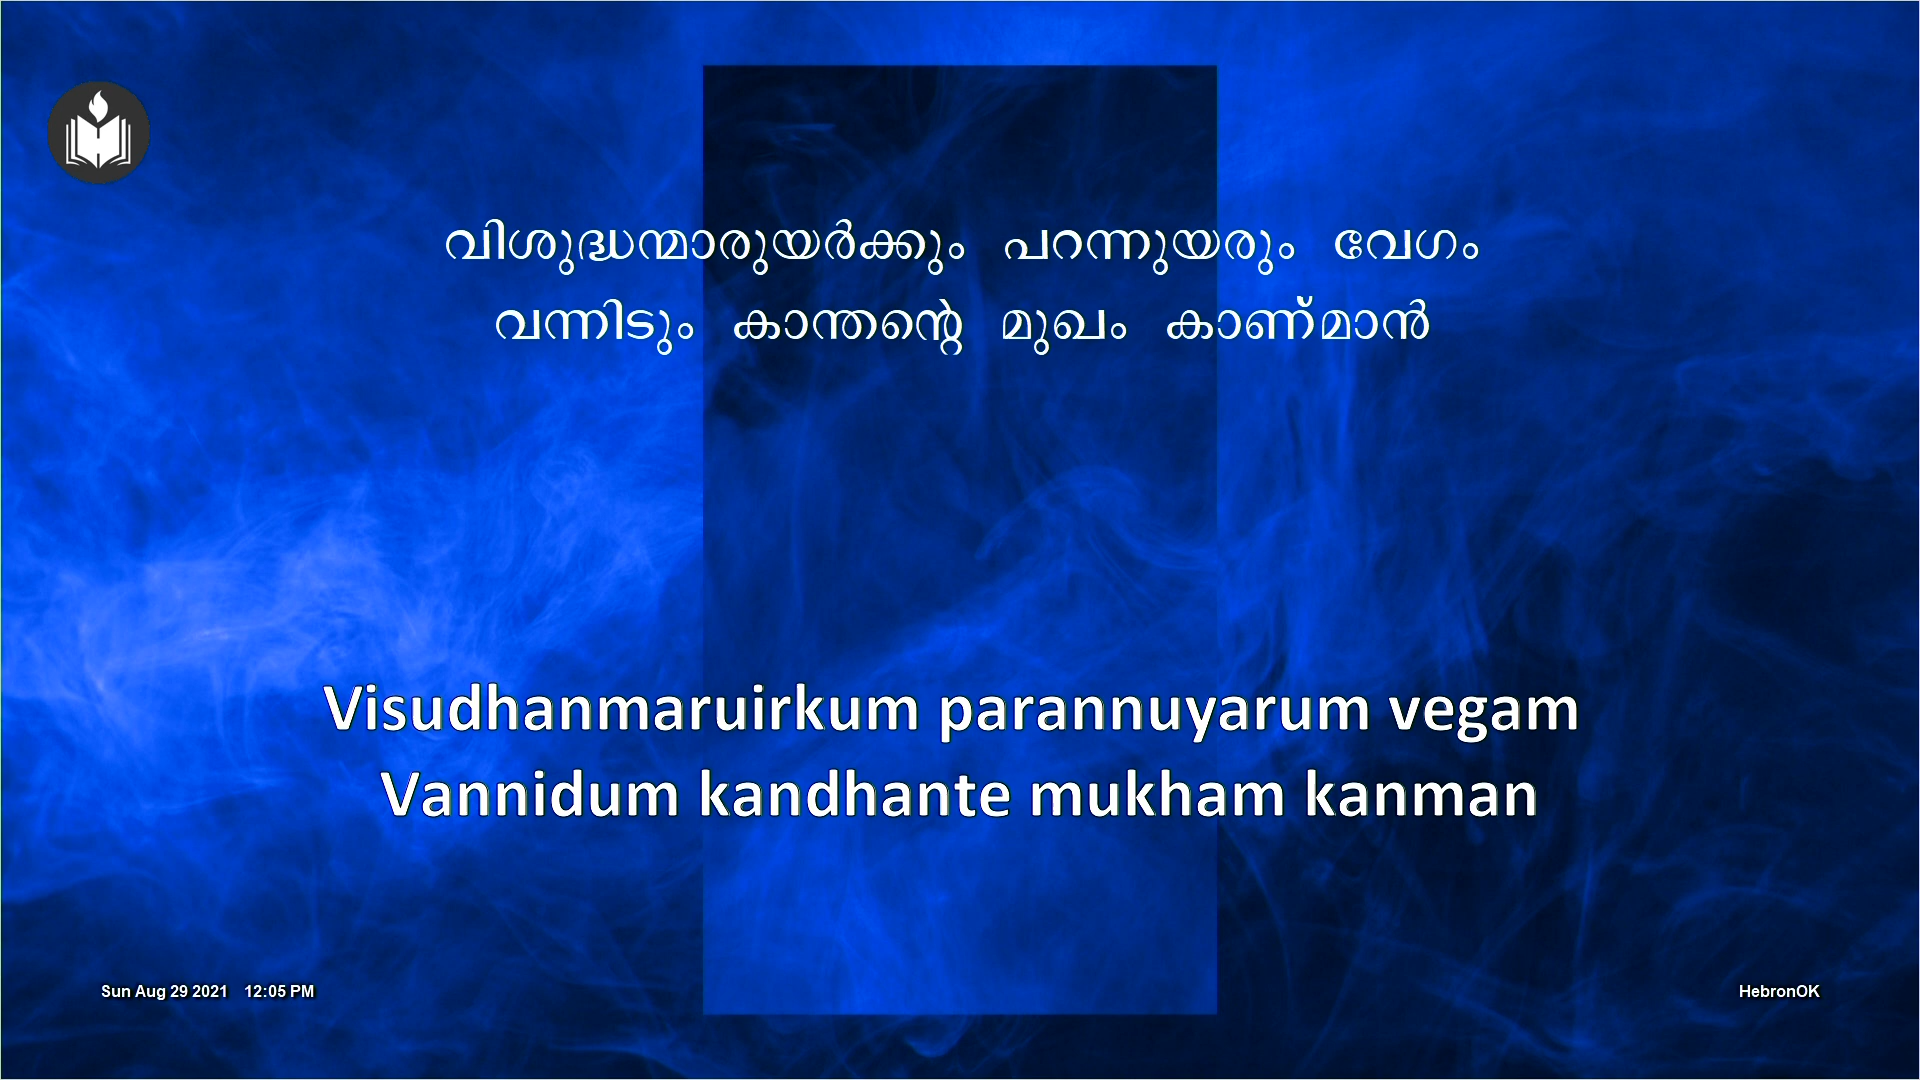 വിശുദ്ധന്മാരുയർക്കും പറന്നുയരും വേഗം
വന്നിടും കാന്തന്റെ മുഖം കാണ്മാൻ
Visudhanmaruirkum parannuyarum vegam
Vannidum kandhante mukham kanman
Sun Aug 29 2021 12:05 PM
HebronOK